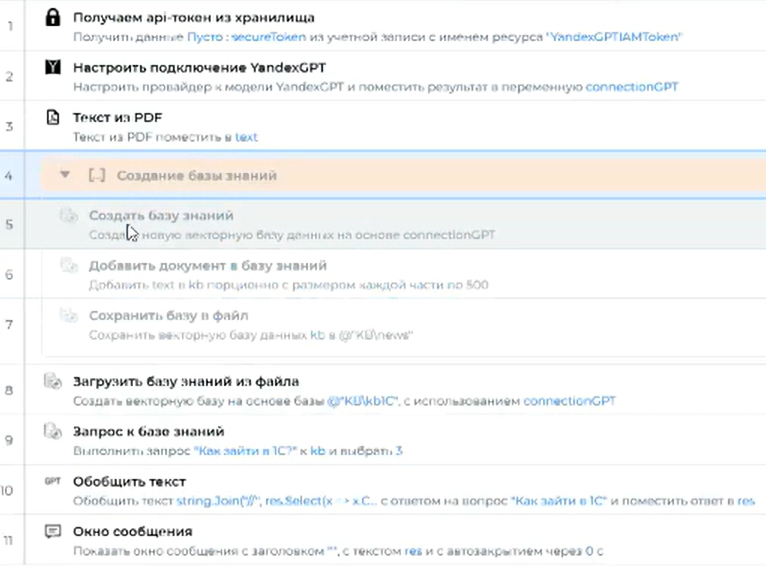 1
Получаем api-токен из хранилища
Получить данные Пусто : secureToken из учетной записи с именем ресурса "YandexGPTIAMToken"
2
Настроить подключение YandexGPT
Настроить провайдер к модели YandexGPT и поместить результат в переменную connectionGPT
3
Текст из PDF
Текст из PDF поместить в text
4
[...] Создание базы знаний
5
Создать базу знаний
новую векторную базу данных на основе connectionGPT
6
Добавить документ в базу знаний
Добавить text в kb порционно с размером каждой части по 500
7
Сохранить базу в файл
Сохранить векторную базу данных kb в @"KB\news"
8
Загрузить базу знаний из файла
Создать векторную базу на основе базы @"KB\kb1C", с использованием connectionGPT
9
Запрос к базе знаний
Выполнить запрос "Как зайти в 1С?" к kb и выбрать 3
10
GPT Обобщить текст
Обобщить текст string.Join("//", res.Select(x => x.C... с ответом на вопрос "Как зайти в 1С" и поместить ответ в res
11
Окно сообщения
Показать окно сообщения с заголовком "", с текстом res и с автозакрытием через 0 с